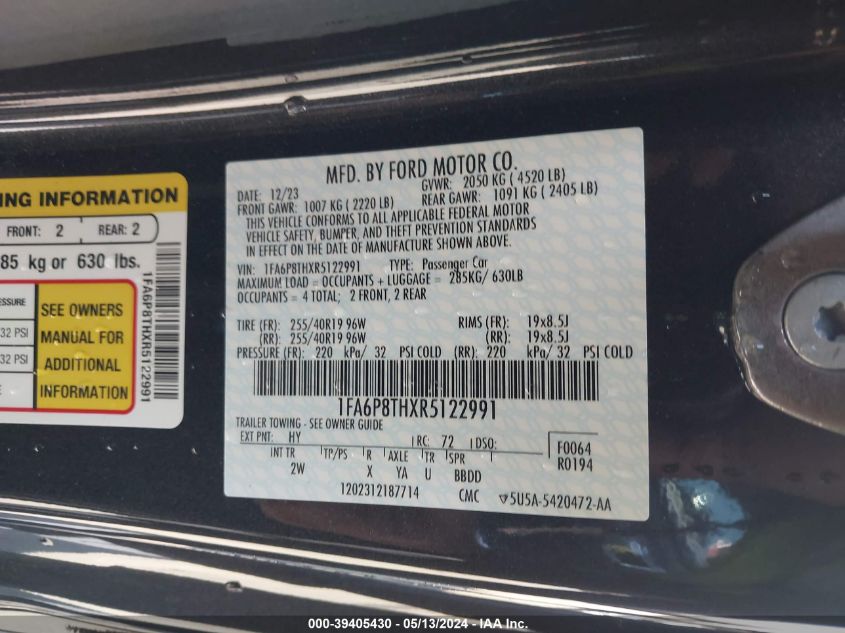 ING INFORMATION
FRONT: 2 REAR: 2
85 kg or 630 lbs.
ESSURE
32 PSI
32 PSI
SEE OWNERS
MANUAL FOR
ADDITIONAL
INFORMATION
1FA6P8THXR5122991
MFD. BY FORD MOTOR CO.
DATE: 12/23 GVWR: 2050 KG ( 4520 LB)
FRONT GAWR: 1007 KG ( 2220 LB) REAR GAWR: 1091 KG ( 2405 LB)
THIS VEHICLE CONFORMS TO ALL APPLICABLE FEDERAL MOTOR
VEHICLE SAFETY, BUMPER, AND THEFT PREVENTION STANDARDS
IN EFFECT ON THE DATE OF MANUFACTURE SHOWN ABOVE.
VIN: 1FA6P8THXR5122991 TYPE: Passenger Car
MAXIMUM LOAD = OCCUPANTS + LUGGAGE = 285KG/ 630LB
OCCUPANTS = 4 TOTAL; 2 FRONT, 2 REAR
TIRE (FR): 255/40R19 96W RIMS (FR): 19x8.5J
(RR): 255/40R19 96W (RR): 19x8.5J
PRESSURE (FR): 220 kPa/ 32 PSI COLD (RR): 220 kPa/ 32 PSI COLD
1FA6P8THXR5122991
TRAILER TOWING - SEE OWNER GUIDE
EXT PNT: HY RC: 72 DSO: F0064
INT TR TP/PS R AXLE TR SPR R0194
2W X YA U BBDD
1202312187714 CMC 5U5A-5420472-AA
000-39405430 - 05/13/2024 - IAA Inc.